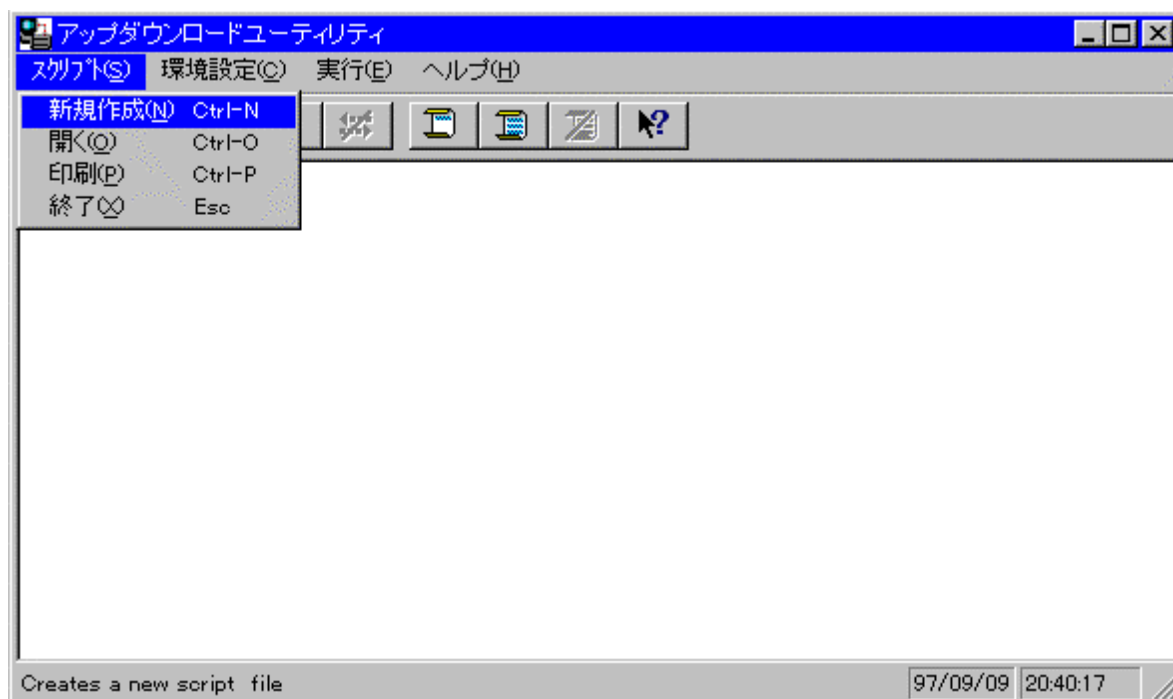 アップダウンロードユーティリティ
ｽｸﾘﾌﾟﾄ(S) 環境設定(C) 実行(E) ヘルプ(H)
新規作成(N) Ctrl-N
開く(O) Ctrl-O
印刷(P) Ctrl-P
終了(X) Esc
Creates a new script file 97/09/09 20:40:17